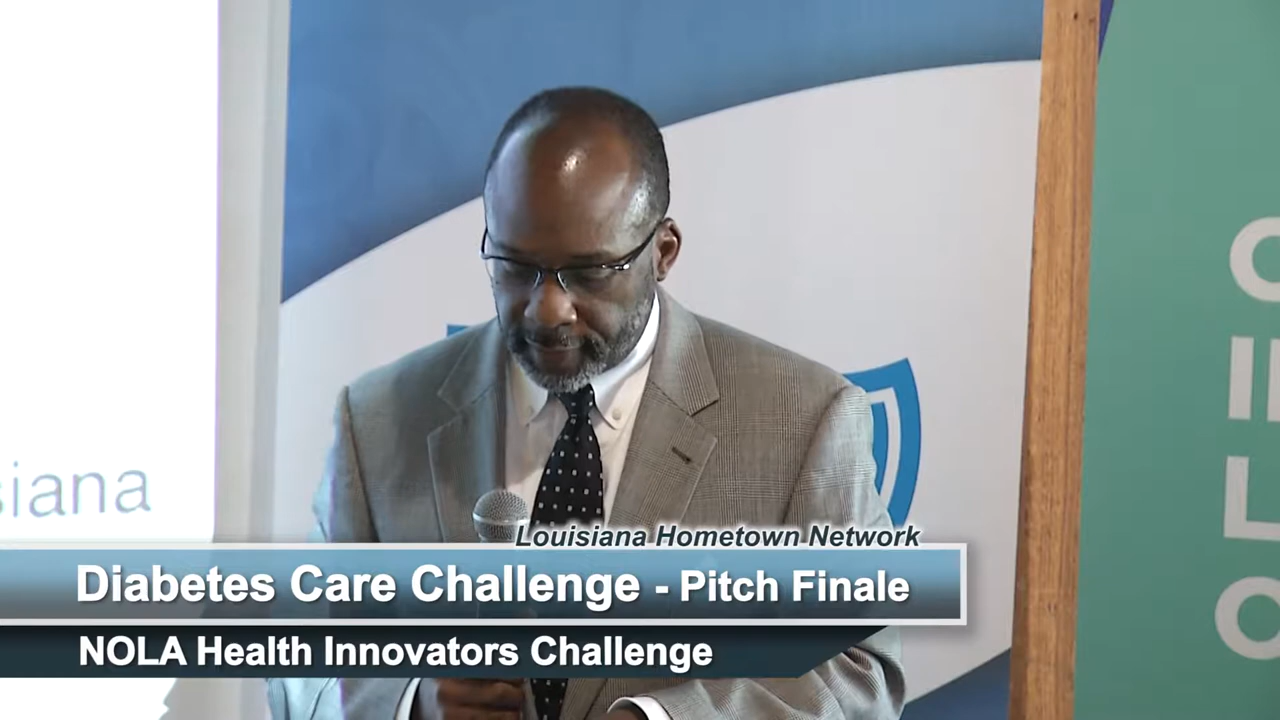 siana
Louisiana Hometown Network
Diabetes Care Challenge - Pitch Finale
NOLA Health Innovators Challenge